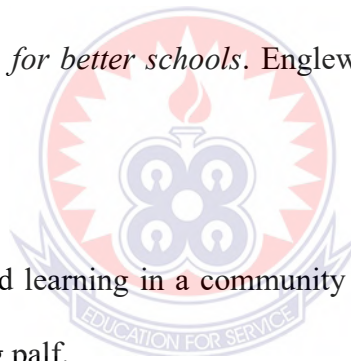 for better schools. Englew
d learning in a community
EDUCATION FOR SERVICE
g palf.